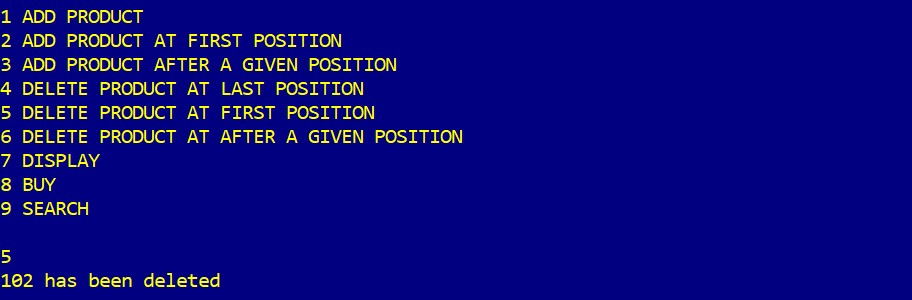 1 ADD PRODUCT
2 ADD PRODUCT AT FIRST POSITION
3 ADD PRODUCT AFTER A GIVEN POSITION
4 DELETE PRODUCT AT LAST POSITION
5 DELETE PRODUCT AT FIRST POSITION
6 DELETE PRODUCT AT AFTER A GIVEN POSITION
7 DISPLAY
8 BUY
9 SEARCH
5
102 has been deleted